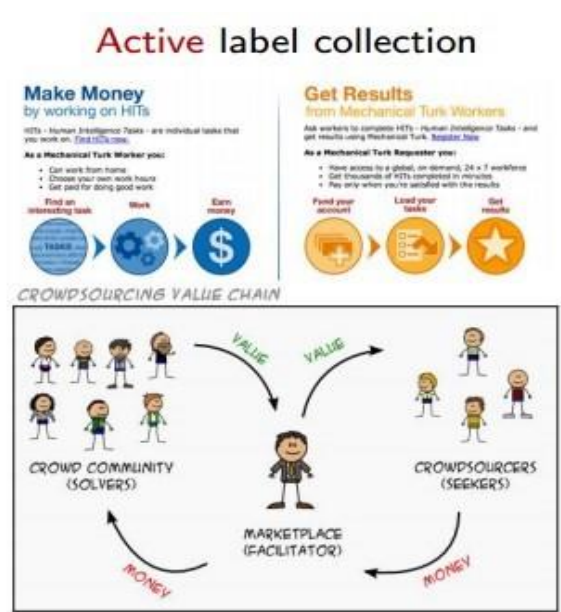 Active label collection
Make Money
by working on HITs
HITs - Human Intelligence Tasks - are individual tasks that
you work on. Find HITs now.
As a Mechanical Turk Worker you:
• Can work from home
• Choose your own work hours
• Get paid for doing good work
Find an
interesting task
Work
Earn
money
TASKS
$
Get Results
from Mechanical Turk Workers
Ask workers to complete HITs - Human Intelligence Tasks - and
get results using Mechanical Turk. Register Now
As a Mechanical Turk Requester you:
• Have access to a global, on-demand, 24 x 7 workforce
• Get thousands of HITs completed in minutes
• Pay only when you're satisfied with the results
Fund your
account
Load your
tasks
Get
results
CROWDSOURCING VALUE CHAIN
VALUE
VALUE
CROWD COMMUNITY
(SOLVERS)
CROWDSOURCERS
(SEEKERS)
MARKETPLACE
(FACILITATOR)
MONEY
MONEY